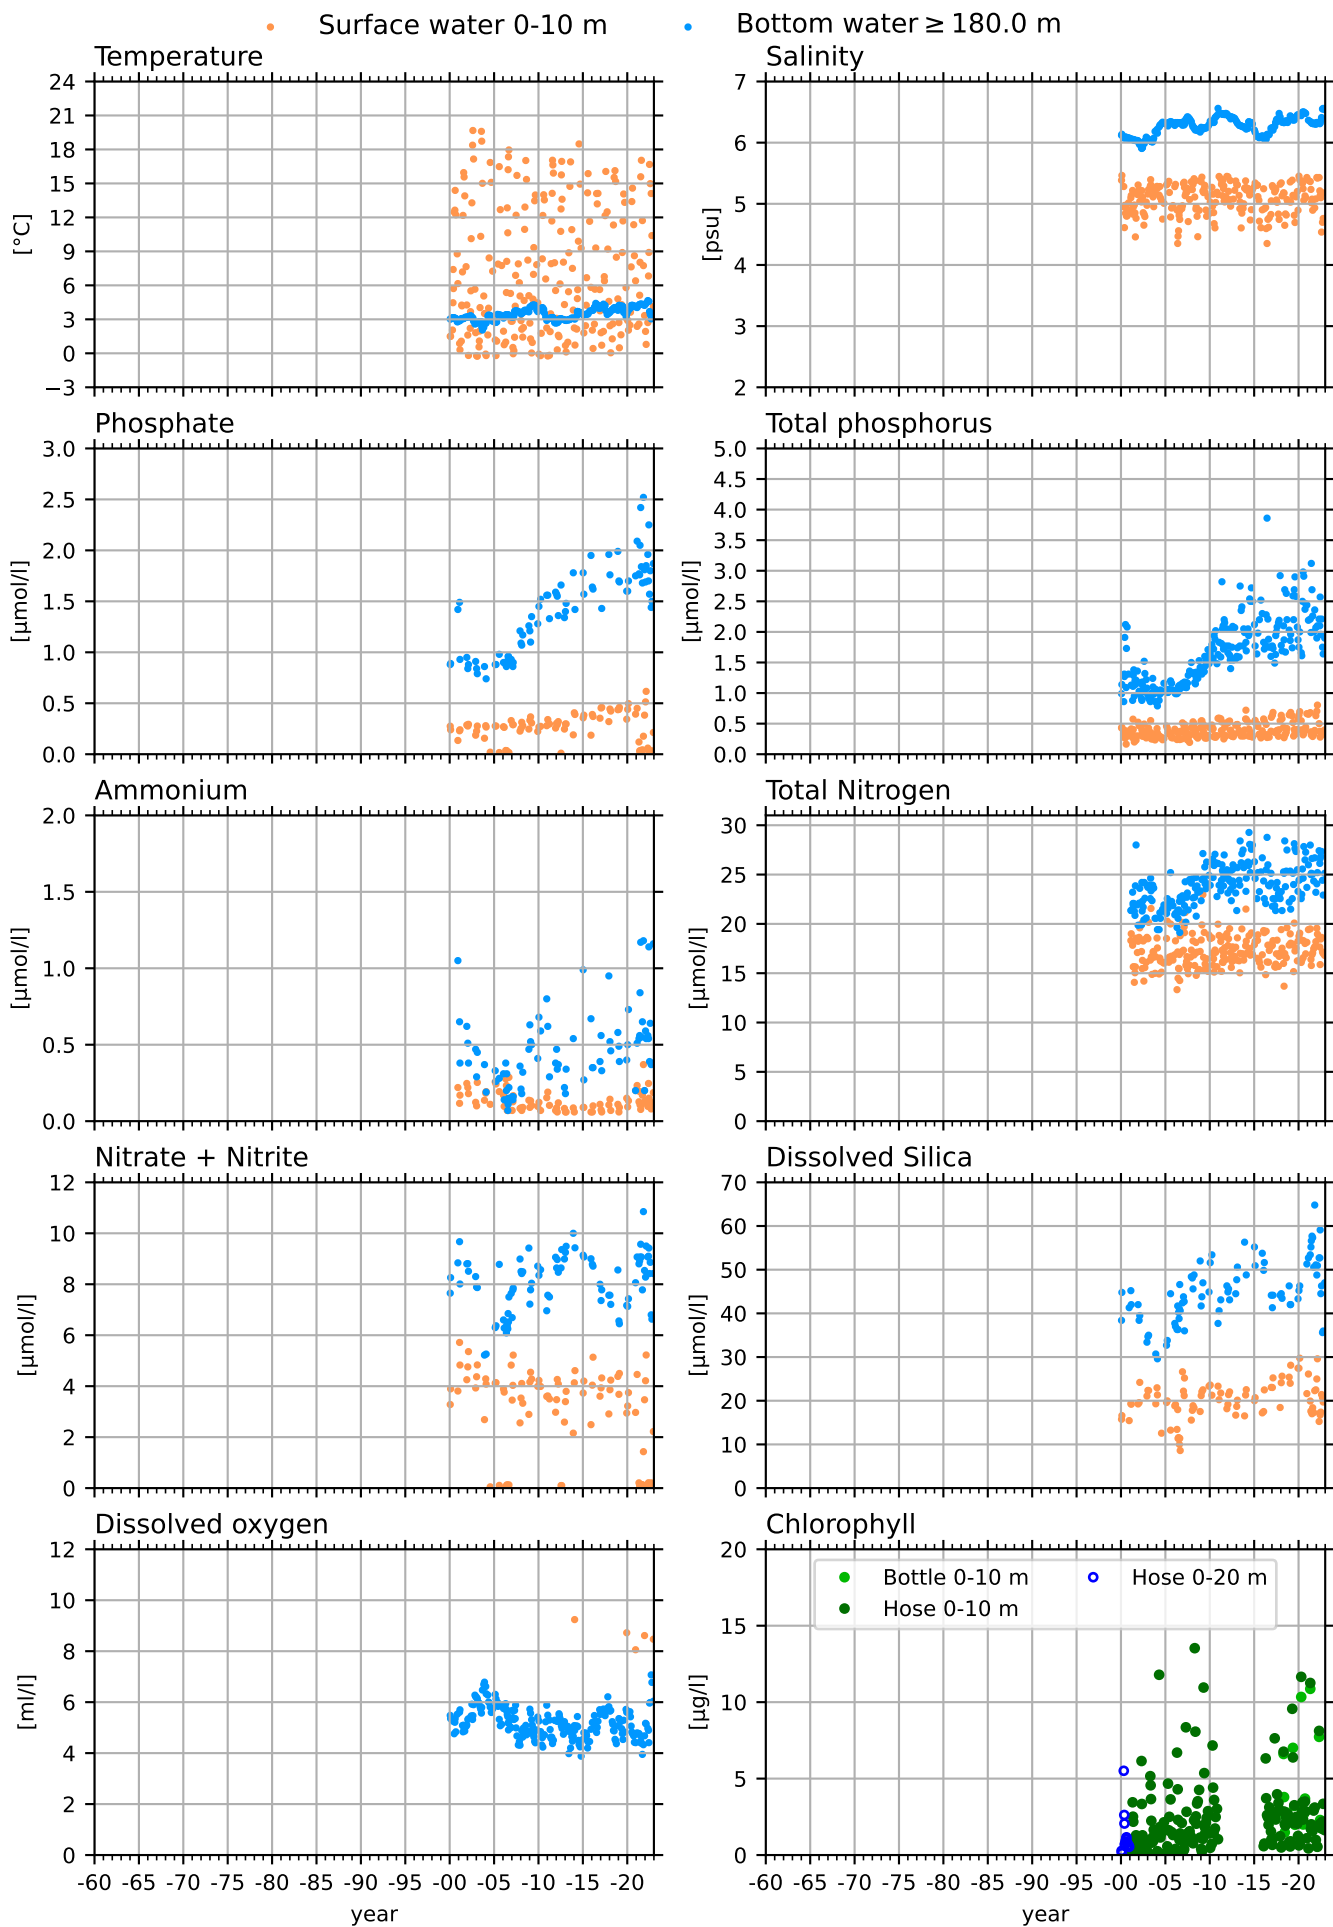 Surface water 0-10 m Bottom water ≥ 180.0 m
Temperature Salinity
24 7
21
18 6
15
12 5
9
6 4
3 3
0
−3 2
[°C] [psu]
Phosphate Total phosphorus
3.0 5.0
4.5
2.5 4.0
2.0 3.5
3.0
1.5 2.5
2.0
1.0 1.5
0.5 1.0
0.5
0.0 0.0
[µmol/l] [µmol/l]
Ammonium Total Nitrogen
2.0 30
1.5 25
20
1.0 15
10
0.5 5
0.0 0
[µmol/l] [µmol/l]
Nitrate + Nitrite Dissolved Silica
12 70
10 60
8 50
40
6 30
4 20
2 10
0 0
[µmol/l] [µmol/l]
Dissolved oxygen Chlorophyll
12 20
10 15
8
6 10
4 5
2
0 0
[ml/l] [µg/l]
Bottle 0-10 m Hose 0-20 m
Hose 0-10 m
-60 -65 -70 -75 -80 -85 -90 -95 -00 -05 -10 -15 -20 -60 -65 -70 -75 -80 -85 -90 -95 -00 -05 -10 -15 -20
year year